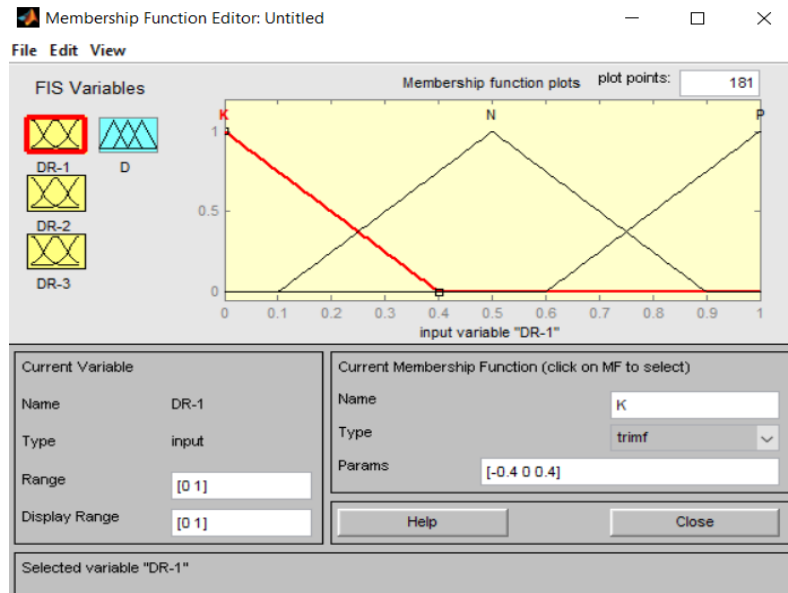 Membership Function Editor: Untitled
File Edit View
FIS Variables
DR-1
D
DR-2
DR-3
Membership function plots
plot points:
181
K
N
P
1
0.5
0
0 0.1 0.2 0.3 0.4 0.5 0.6 0.7 0.8 0.9 1
input variable "DR-1"
Current Variable
Name DR-1
Type input
Range [0 1]
Display Range [0 1]
Current Membership Function (click on MF to select)
Name K
Type trimf
Params [-0.4 0 0.4]
Help
Close
Selected variable "DR-1"